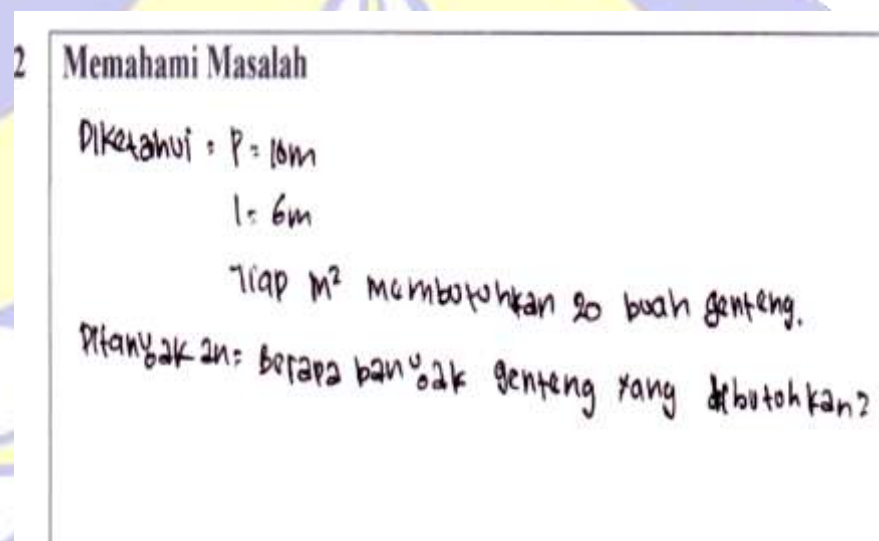 2 Memahami Masalah
Diketahui : P = 10m
l = 6m
Tiap m² membutuhkan 20 buah genteng.
Ditanyakan = Berapa banyak genteng yang dibutuhkan?